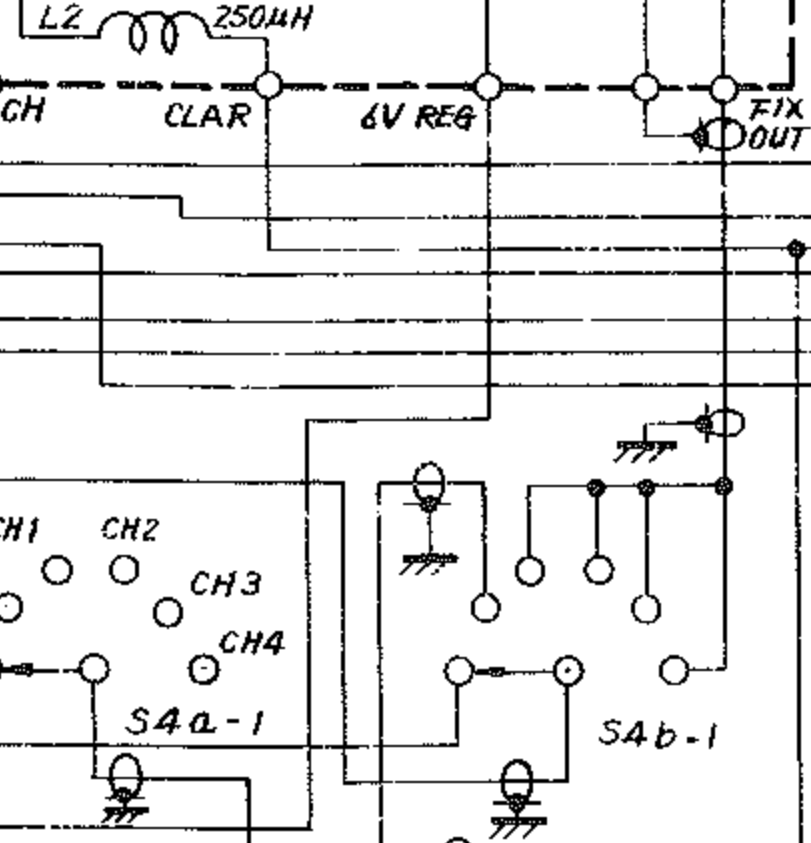 L2 250µH
CH CLAR 6V REG FIX
OUT
CH1 CH2
CH3
CH4
S4a-1 S4b-1